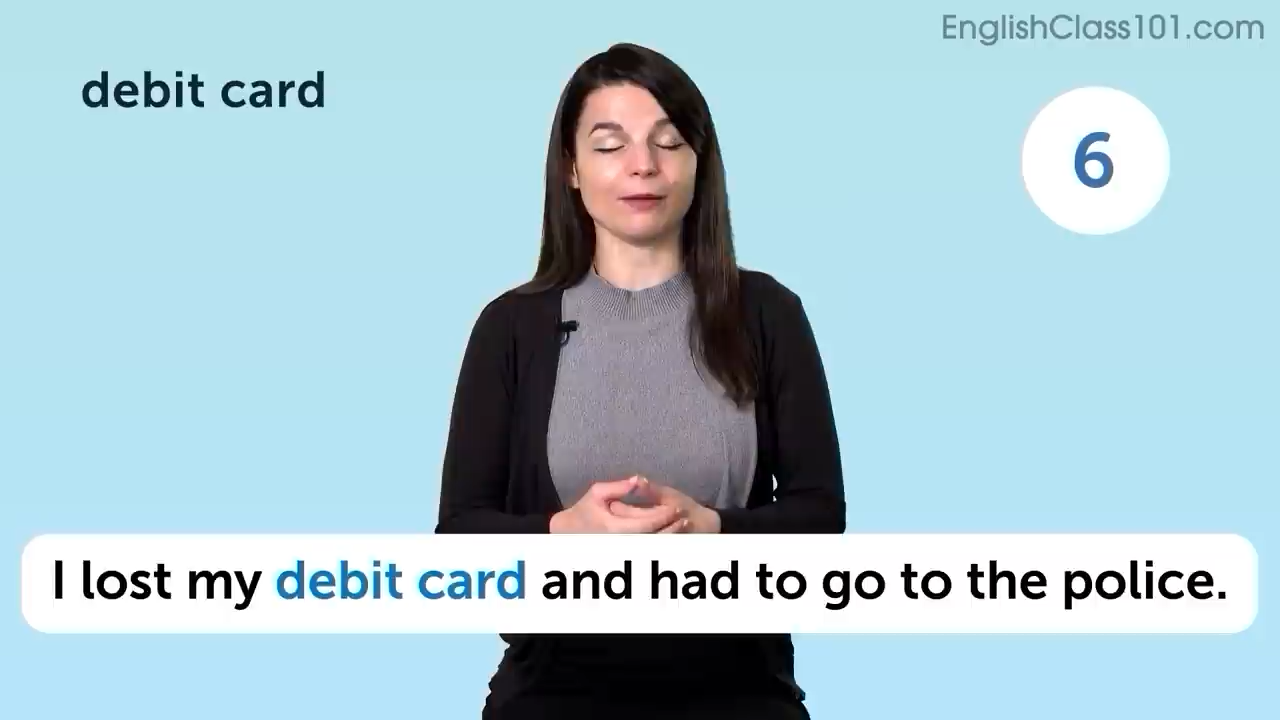 EnglishClass101.com
debit card
6
I lost my debit card and had to go to the police.